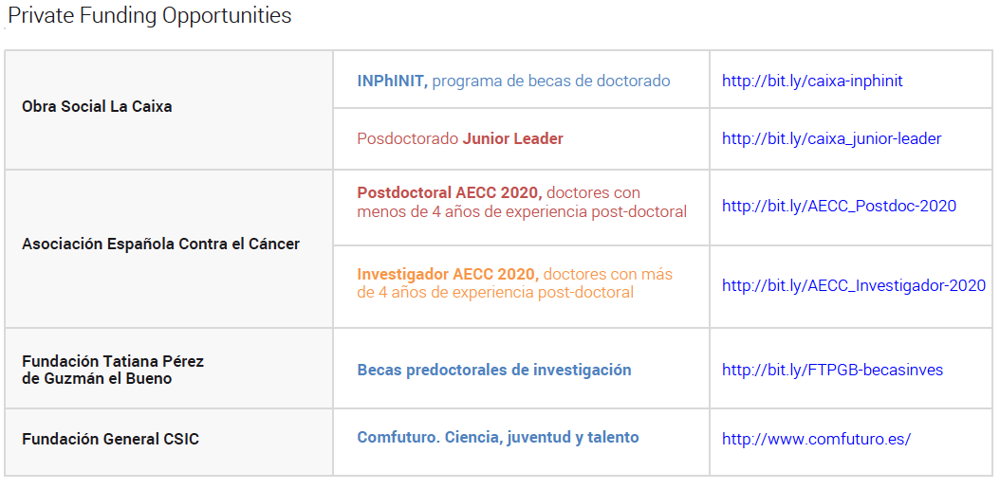 Private Funding Opportunities
Obra Social La Caixa
INPhINIT, programa de becas de doctorado
http://bit.ly/caixa-inphinit
Posdoctorado Junior Leader
http://bit.ly/caixa_junior-leader
Asociación Española Contra el Cáncer
Postdoctoral AECC 2020, doctores con
menos de 4 años de experiencia post-doctoral
http://bit.ly/AECC_Postdoc-2020
Investigador AECC 2020, doctores con más
de 4 años de experiencia post-doctoral
http://bit.ly/AECC_Investigador-2020
Fundación Tatiana Pérez
de Guzmán el Bueno
Becas predoctorales de investigación
http://bit.ly/FTPGB-becasinves
Fundación General CSIC
Comfuturo. Ciencia, juventud y talento
http://www.comfuturo.es/